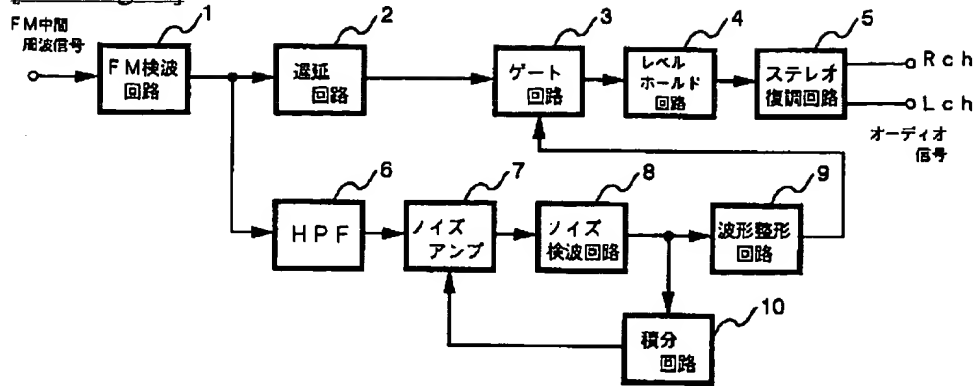 FM中間
周波信号
1
FM検波
回路
2
遅延
回路
3
ゲート
回路
4
レベル
ホールド
回路
5
ステレオ
復調回路
Rch
Lch
オーディオ
信号
6
HPF
7
ノイズ
アンプ
8
ノイズ
検波回路
9
波形整形
回路
10
積分
回路